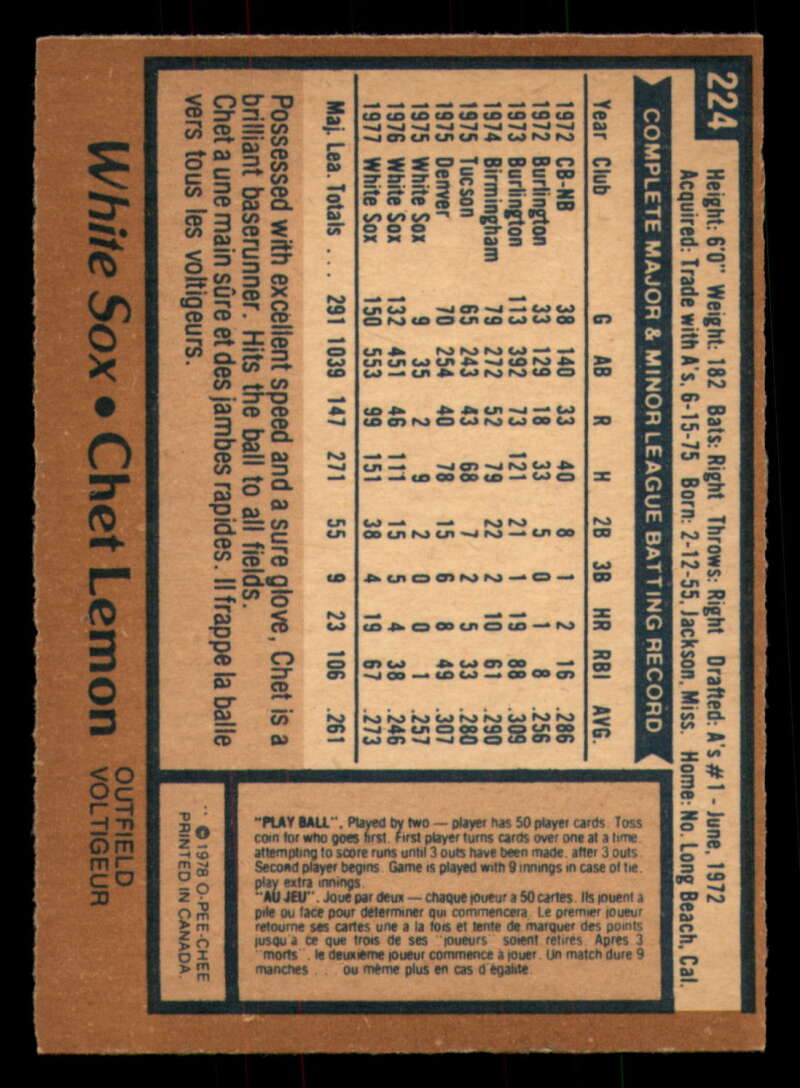 224
Height: 6'0" Weight: 182 Bats: Right Throws: Right Drafted: A's #1 - June, 1972
Acquired: Trade with A's, 6-15-75 Born: 2-12-55, Jackson, Miss. Home: No. Long Beach, Cal.
COMPLETE MAJOR & MINOR LEAGUE BATTING RECORD
Year Club G AB R H 2B 3B HR RBI AVG.
1972 CB-NB 38 140 33 40 8 1 2 16 .286
1972 Burlington 33 129 18 33 5 0 1 8 .256
1973 Burlington 113 392 73 121 21 1 19 88 .309
1974 Birmingham 79 272 52 79 22 2 10 61 .290
1975 Tucson 65 243 43 68 7 2 5 33 .280
1975 Denver 70 254 40 78 15 6 8 49 .307
1975 White Sox 9 35 2 9 2 0 0 1 .257
1976 White Sox 132 451 46 111 15 5 4 38 .246
1977 White Sox 150 553 99 151 38 4 19 67 .273
Maj. Lea. Totals ... 291 1039 147 271 55 9 23 106 .261
Possessed with excellent speed and a sure glove, Chet is a
brilliant baserunner. Hits the ball to all fields.
Chet a une main sûre et des jambes rapides. Il frappe la balle
vers tous les voltigeurs.
"PLAY BALL". Played by two — player has 50 player cards. Toss
coin for who goes first. First player turns cards over one at a time,
attempting to score runs until 3 outs have been made, after 3 outs.
Second player begins. Game is played with 9 innings in case of tie,
play extra innings.
"AU JEU". Joué par deux — chaque joueur a 50 cartes. Ils jouent à
pile ou face pour déterminer qui commencera. Le premier joueur
retourne ses cartes une à la fois et tente de marquer des points
jusqu'à ce que trois de ses "joueurs" soient retirés. Après 3
"morts", le deuxième joueur commence à jouer. Un match dure 9
manches ... ou même plus en cas d'égalité.
** © 1978 O-PEE-CHEE
PRINTED IN CANADA.
White Sox • Chet Lemon
OUTFIELD
VOLTIGEUR